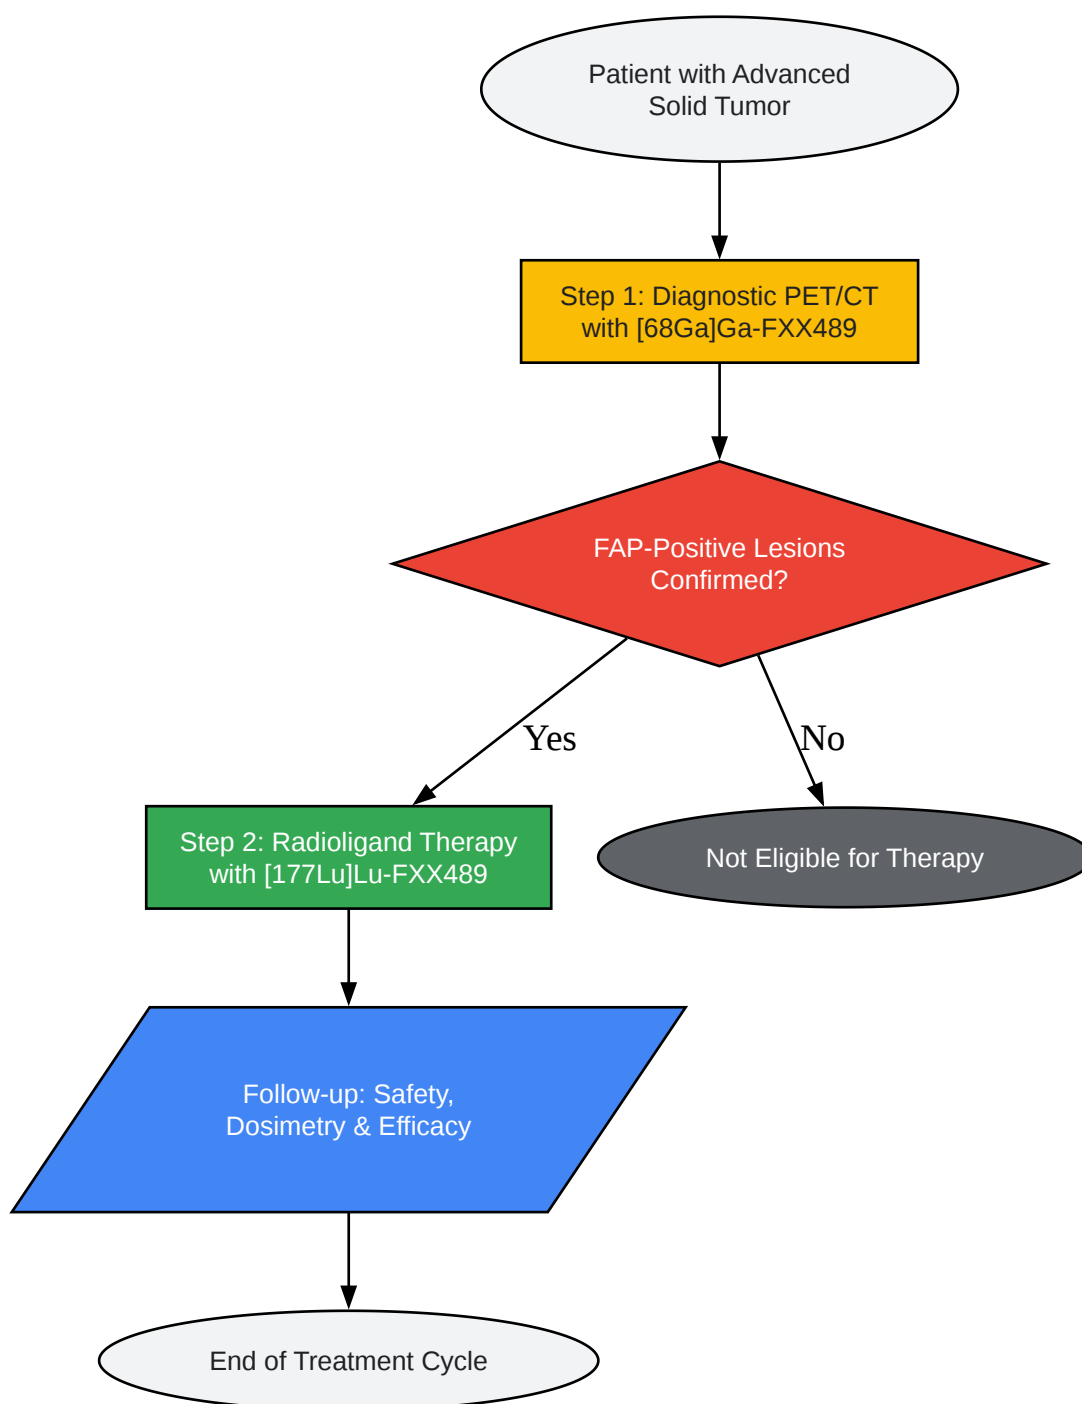 Patient with Advanced
Solid Tumor
Step 1: Diagnostic PET/CT
with [68Ga]Ga-FXX489
FAP-Positive Lesions
Confirmed?
Yes
No
Step 2: Radioligand Therapy
with [177Lu]Lu-FXX489
Not Eligible for Therapy
Follow-up: Safety,
Dosimetry & Efficacy
End of Treatment Cycle